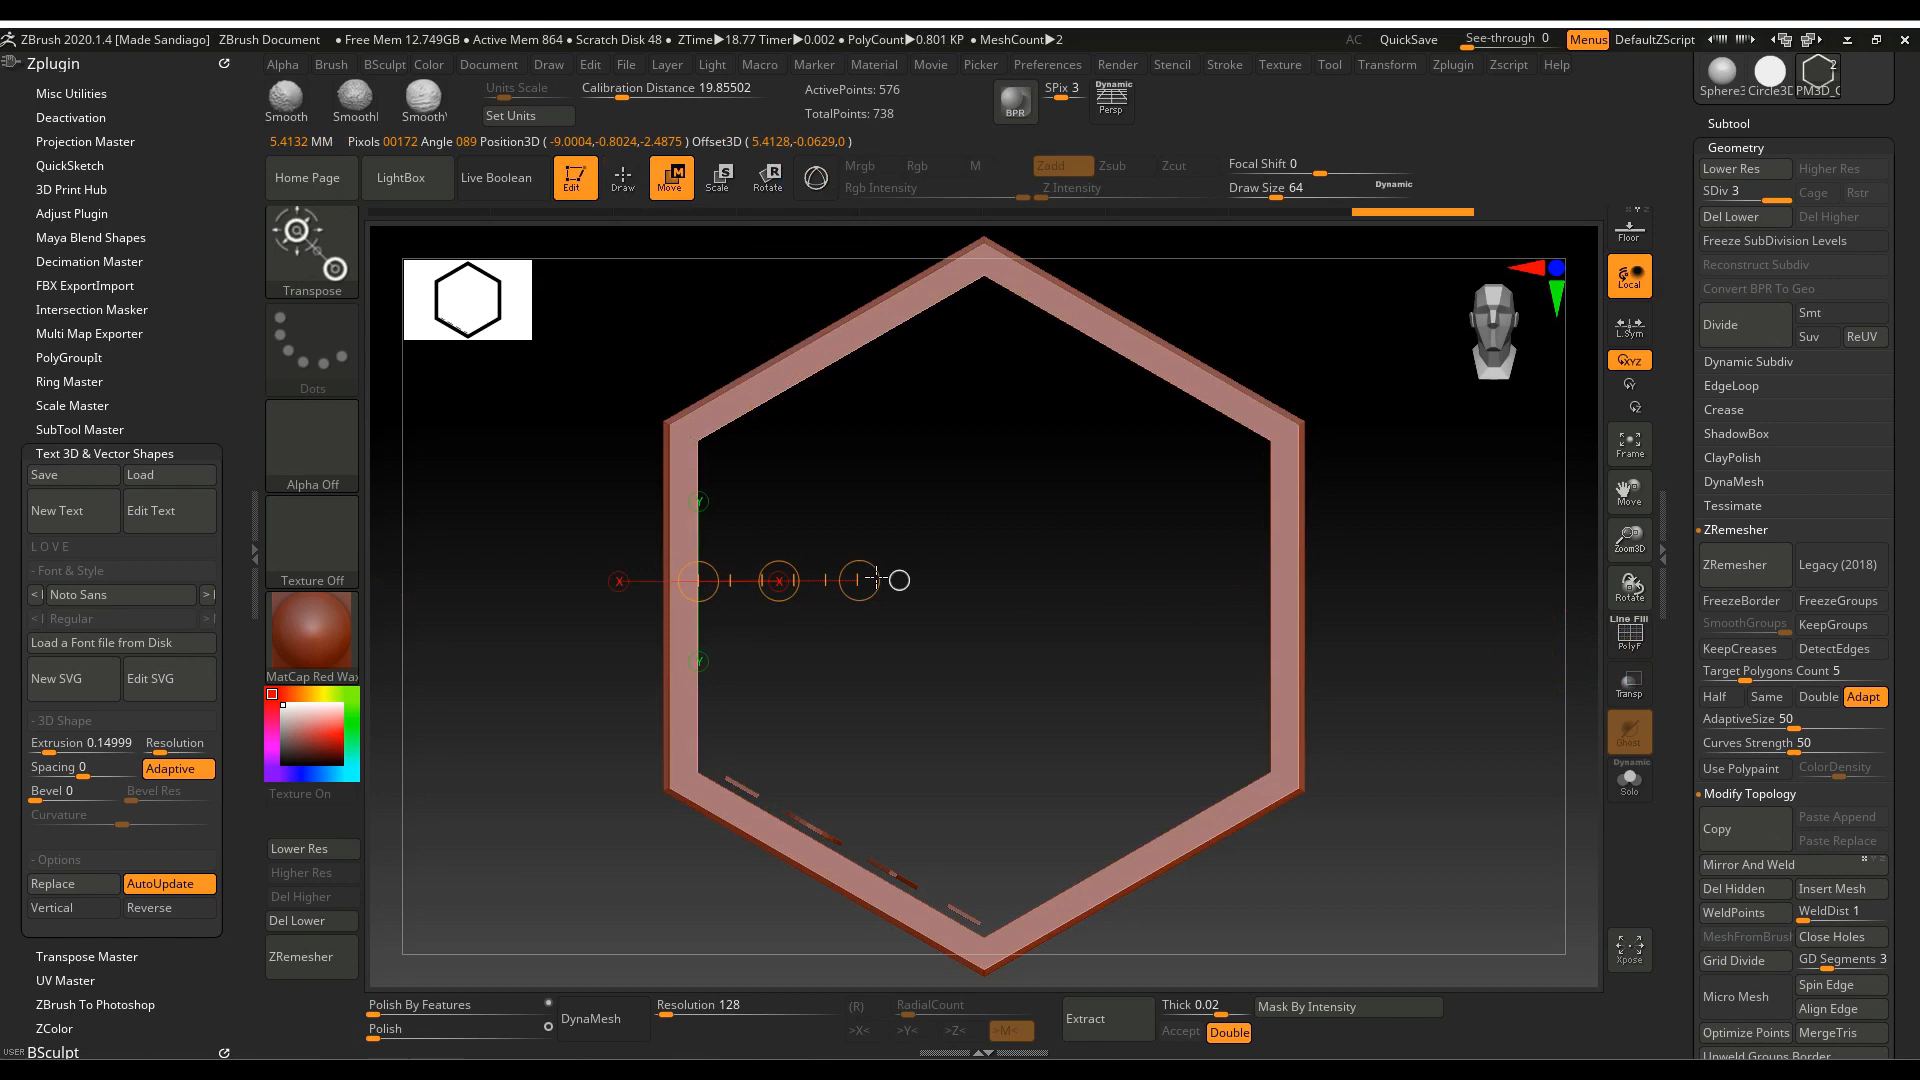 ZBrush 2020.1.4 [Made Sandiago] ZBrush Document • Free Mem 12.749GB • Active Mem 864 • Scratch Disk 48 • ZTime▶18.77 Timer▶0.002 • PolyCount▶0.801 KP • MeshCount▶2 AC QuickSave See-through 0 Menus DefaultZScript
Zplugin
Alpha Brush BSculpt Color Document Draw Edit File Layer Light Macro Marker Material Movie Picker Preferences Render Stencil Stroke Texture Tool Transform Zplugin Zscript Help
Misc Utilities
Deactivation
Projection Master
QuickSketch
3D Print Hub
Adjust Plugin
Maya Blend Shapes
Decimation Master
FBX ExportImport
Intersection Masker
Multi Map Exporter
PolyGroupIt
Ring Master
Scale Master
SubTool Master
Text 3D & Vector Shapes
Save Load
New Text Edit Text
LOVE
- Font & Style
< Noto Sans >
< Regular >
Load a Font file from Disk
New SVG Edit SVG
- 3D Shape
Extrusion 0.14999 Resolution
Spacing 0 Adaptive
Bevel 0 Bevel Res
Curvature
- Options
Replace AutoUpdate
Vertical Reverse
Transpose Master
UV Master
ZBrush To Photoshop
ZColor
USER BSculpt
Smooth Smooth Smooth
Units Scale Calibration Distance 19.85502
Set Units
ActivePoints: 576
TotalPoints: 738
BPR SPix 3 Dynamic
Persp
5.4132 MM Pixols 00172 Angle 089 Position3D ( -9.0004,-0.8024,-2.4875 ) Offset3D ( 5.4128,-0.0629,0 )
Home Page LightBox Live Boolean Edit Draw Move Scale Rotate
Mrgb Rgb M Zadd Zsub Zcut
Rgb Intensity Z Intensity
Focal Shift 0
Draw Size 64 Dynamic
Transpose
Dots
Alpha Off
Texture Off
MatCap Red Wax
Texture On
Lower Res
Higher Res
Del Higher
Del Lower
ZRemesher
Y
X X
Y
Polish By Features
Polish
DynaMesh
Resolution 128
(R) RadialCount
>X< >Y< >Z< >M<
Extract
Thick 0.02
Accept Double
Mask By Intensity
Floor
Local
L.Sym
XYZ
Y
Z
Frame
Move
Zoom3D
Rotate
Line Fill
PolyF
Transp
Ghost
Dynamic
Solo
Xpose
2
Circle3D PM3D_C
Subtool
Geometry
Lower Res Higher Res
SDiv 3 Cage Rstr
Del Lower Del Higher
Freeze SubDivision Levels
Reconstruct Subdiv
Convert BPR To Geo
Divide Smt
Suv ReUV
Dynamic Subdiv
EdgeLoop
Crease
ShadowBox
ClayPolish
DynaMesh
Tessimate
ZRemesher
ZRemesher Legacy (2018)
FreezeBorder FreezeGroups
SmoothGroups KeepGroups
KeepCreases DetectEdges
Target Polygons Count 5
Half Same Double Adapt
AdaptiveSize 50
Curves Strength 50
Use Polypaint ColorDensity
Modify Topology
Copy Paste Append
Paste Replace
Mirror And Weld
Del Hidden Insert Mesh
WeldPoints WeldDist 1
MeshFromBrush Close Holes
Grid Divide GD Segments 3
Micro Mesh Spin Edge
Align Edge
Optimize Points MergeTris
Unweld Groups Border